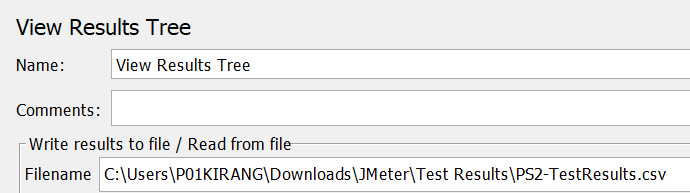 View Results Tree
Name: View Results Tree
Comments:
Write results to file / Read from file
Filename C:\Users\P01KIRANG\Downloads\JMeter\Test Results\PS2-TestResults.csv